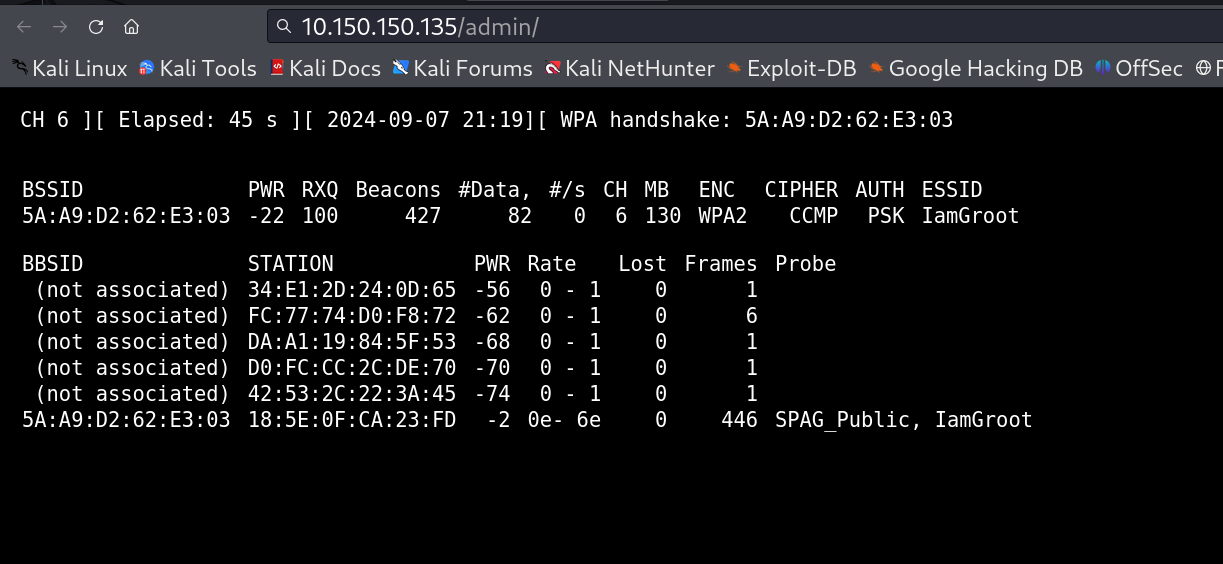 10.150.150.135/admin/
Kali Linux Kali Tools Kali Docs Kali Forums Kali NetHunter Exploit-DB Google Hacking DB OffSec F
CH 6 ][ Elapsed: 45 s ][ 2024-09-07 21:19][ WPA handshake: 5A:A9:D2:62:E3:03
BSSID PWR RXQ Beacons #Data, #/s CH MB ENC CIPHER AUTH ESSID
5A:A9:D2:62:E3:03 -22 100 427 82 0 6 130 WPA2 CCMP PSK IamGroot
BBSID STATION PWR Rate Lost Frames Probe
(not associated) 34:E1:2D:24:0D:65 -56 0 - 1 0 1
(not associated) FC:77:74:D0:F8:72 -62 0 - 1 0 6
(not associated) DA:A1:19:84:5F:53 -68 0 - 1 0 1
(not associated) D0:FC:CC:2C:DE:70 -70 0 - 1 0 1
(not associated) 42:53:2C:22:3A:45 -74 0 - 1 0 1
5A:A9:D2:62:E3:03 18:5E:0F:CA:23:FD -2 0e- 6e 0 446 SPAG_Public, IamGroot